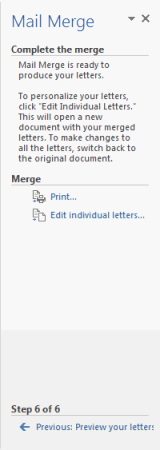 Mail Merge
Complete the merge
Mail Merge is ready to
produce your letters.
To personalize your letters,
click "Edit Individual Letters."
This will open a new
document with your merged
letters. To make changes to
all the letters, switch back to
the original document.
Merge
Print...
Edit individual letters...
Step 6 of 6
Previous: Preview your letters